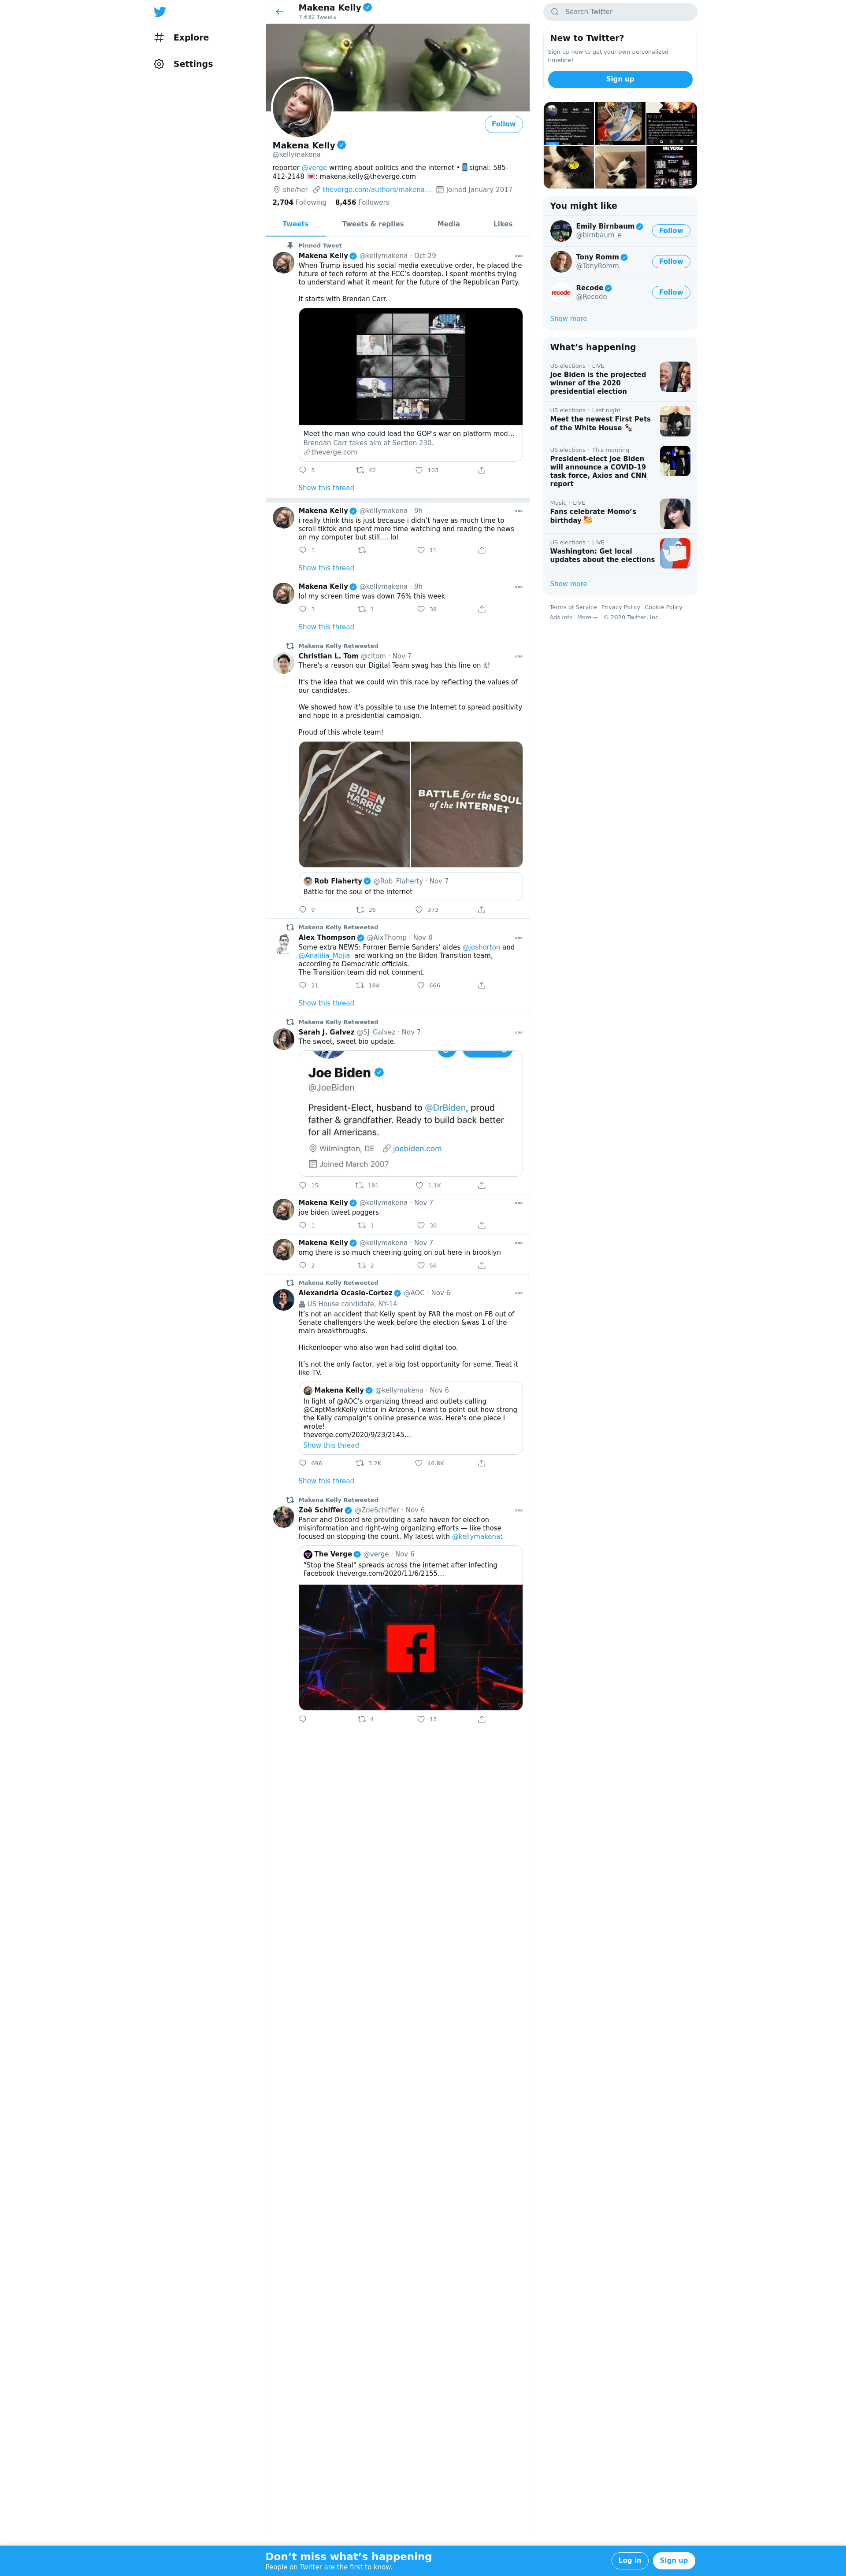 Explore
Settings
Makena Kelly
7,632 Tweets
Follow
Makena Kelly
@kellymakena
reporter @verge writing about politics and the internet • 📱signal: 585-
412-2148 💌: makena.kelly@theverge.com
she/her theverge.com/authors/makena… Joined January 2017
2,704 Following 8,456 Followers
Tweets Tweets & replies Media Likes
Pinned Tweet
Makena Kelly @kellymakena · Oct 29
When Trump issued his social media executive order, he placed the
future of tech reform at the FCC’s doorstep. I spent months trying
to understand what it meant for the future of the Republican Party.
It starts with Brendan Carr.
Meet the man who could lead the GOP’s war on platform mod…
Brendan Carr takes aim at Section 230.
theverge.com
5 42 103
Show this thread
Makena Kelly @kellymakena · 9h
i really think this is just because i didn’t have as much time to
scroll tiktok and spent more time watching and reading the news
on my computer but still.... lol
1 11
Show this thread
Makena Kelly @kellymakena · 9h
lol my screen time was down 76% this week
3 1 38
Show this thread
Makena Kelly Retweeted
Christian L. Tom @cltom · Nov 7
There's a reason our Digital Team swag has this line on it!
It's the idea that we could win this race by reflecting the values of
our candidates.
We showed how it's possible to use the Internet to spread positivity
and hope in a presidential campaign.
Proud of this whole team!
BIDEN
HARRIS
DIGITAL TEAM
BATTLE for the SOUL
of the INTERNET
Rob Flaherty @Rob_Flaherty · Nov 7
Battle for the soul of the internet
9 26 373
Makena Kelly Retweeted
Alex Thompson @AlxThomp · Nov 8
Some extra NEWS: Former Bernie Sanders’ aides @joshorton and
@Analilia_Mejia are working on the Biden Transition team,
according to Democratic officials.
The Transition team did not comment.
21 184 666
Show this thread
Makena Kelly Retweeted
Sarah J. Galvez @SJ_Galvez · Nov 7
The sweet, sweet bio update.
Joe Biden
@JoeBiden
President-Elect, husband to @DrBiden, proud
father & grandfather. Ready to build back better
for all Americans.
Wilmington, DE joebiden.com
Joined March 2007
15 181 1.1K
Makena Kelly @kellymakena · Nov 7
joe biden tweet poggers
1 1 30
Makena Kelly @kellymakena · Nov 7
omg there is so much cheering going on out here in brooklyn
2 2 56
Makena Kelly Retweeted
Alexandria Ocasio-Cortez @AOC · Nov 6
US House candidate, NY-14
It’s not an accident that Kelly spent by FAR the most on FB out of
Senate challengers the week before the election &was 1 of the
main breakthroughs.
Hickenlooper who also won had solid digital too.
It’s not the only factor, yet a big lost opportunity for some. Treat it
like TV.
Makena Kelly @kellymakena · Nov 6
In light of @AOC's organizing thread and outlets calling
@CaptMarkKelly victor in Arizona, I want to point out how strong
the Kelly campaign's online presence was. Here's one piece I
wrote!
theverge.com/2020/9/23/2145…
Show this thread
696 3.2K 46.8K
Show this thread
Makena Kelly Retweeted
Zoë Schiffer @ZoeSchiffer · Nov 6
Parler and Discord are providing a safe haven for election
misinformation and right-wing organizing efforts — like those
focused on stopping the count. My latest with @kellymakena:
The Verge @verge · Nov 6
"Stop the Steal" spreads across the internet after infecting
Facebook theverge.com/2020/11/6/2155…
4 13
Search Twitter
New to Twitter?
Sign up now to get your own personalized
timeline!
Sign up
THE VERGE
You might like
Emily Birnbaum
@birnbaum_e
Follow
Tony Romm
@TonyRomm
Follow
recode
Recode
@Recode
Follow
Show more
What’s happening
US elections · LIVE
Joe Biden is the projected
winner of the 2020
presidential election
US elections · Last night
Meet the newest First Pets
of the White House 🐾
US elections · This morning
President-elect Joe Biden
will announce a COVID-19
task force, Axios and CNN
report
Music · LIVE
Fans celebrate Momo’s
birthday 🥳
US elections · LIVE
Washington: Get local
updates about the elections
Show more
Terms of Service Privacy Policy Cookie Policy
Ads info More © 2020 Twitter, Inc.
Don’t miss what’s happening
People on Twitter are the first to know.
Log in Sign up